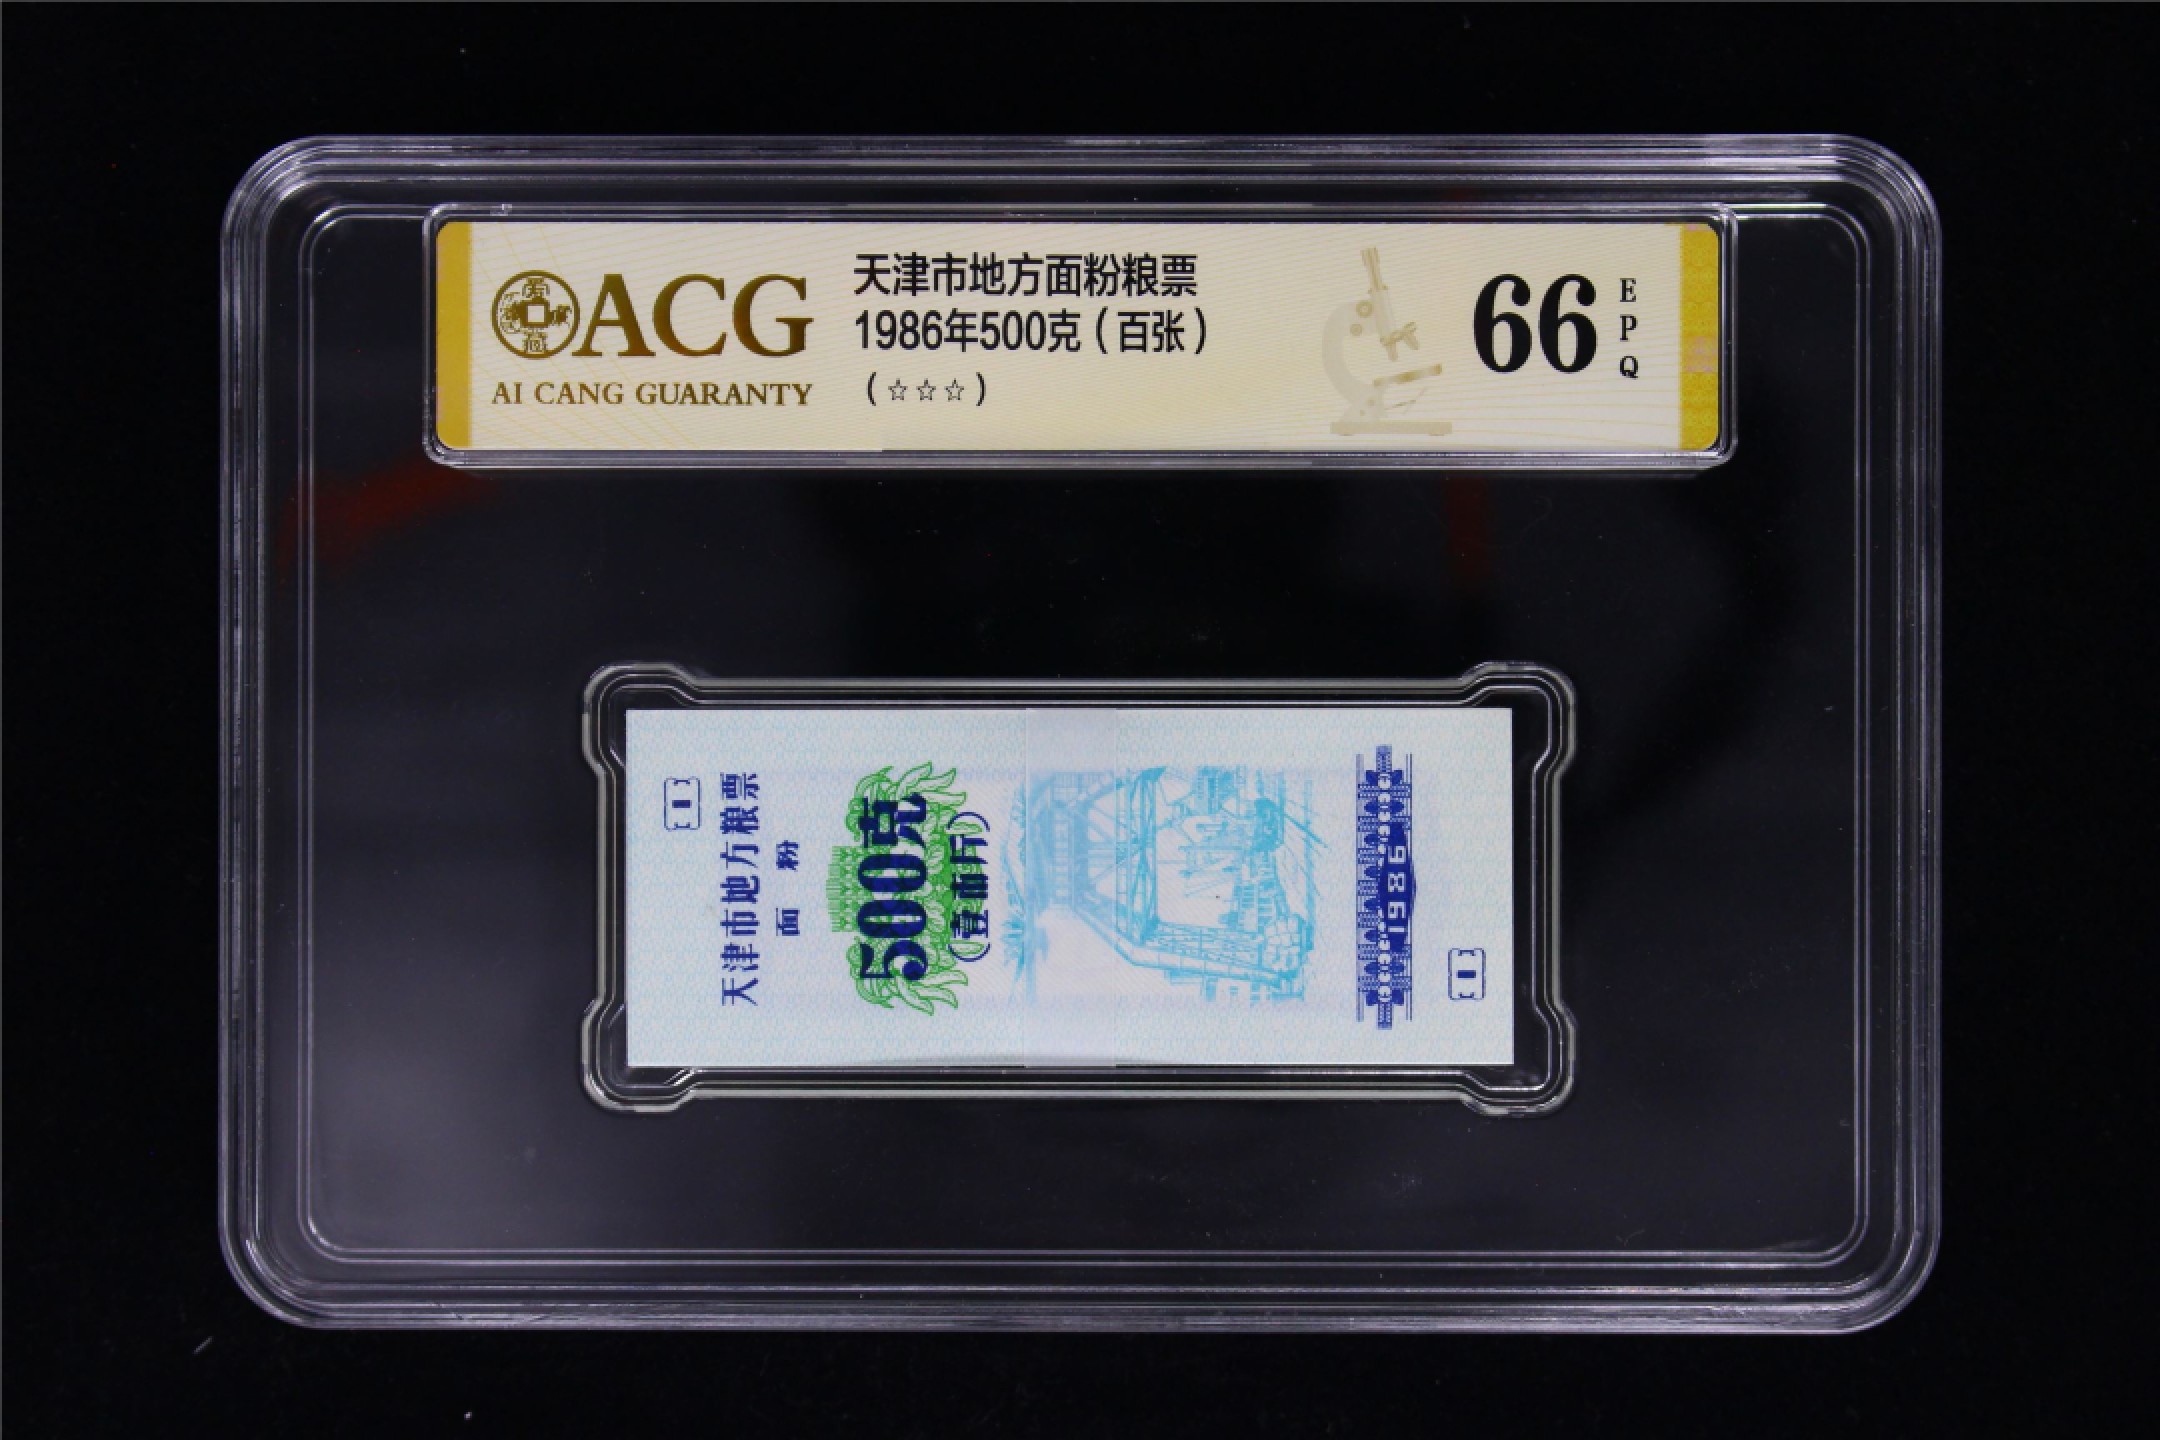 ACG
AI CANG GUARANTY
天津市地方面粉粮票
1986年500克（百张）
（☆☆☆）
66
EPQ
天津市地方粮票
面粉
500克
(壹市斤)
1986